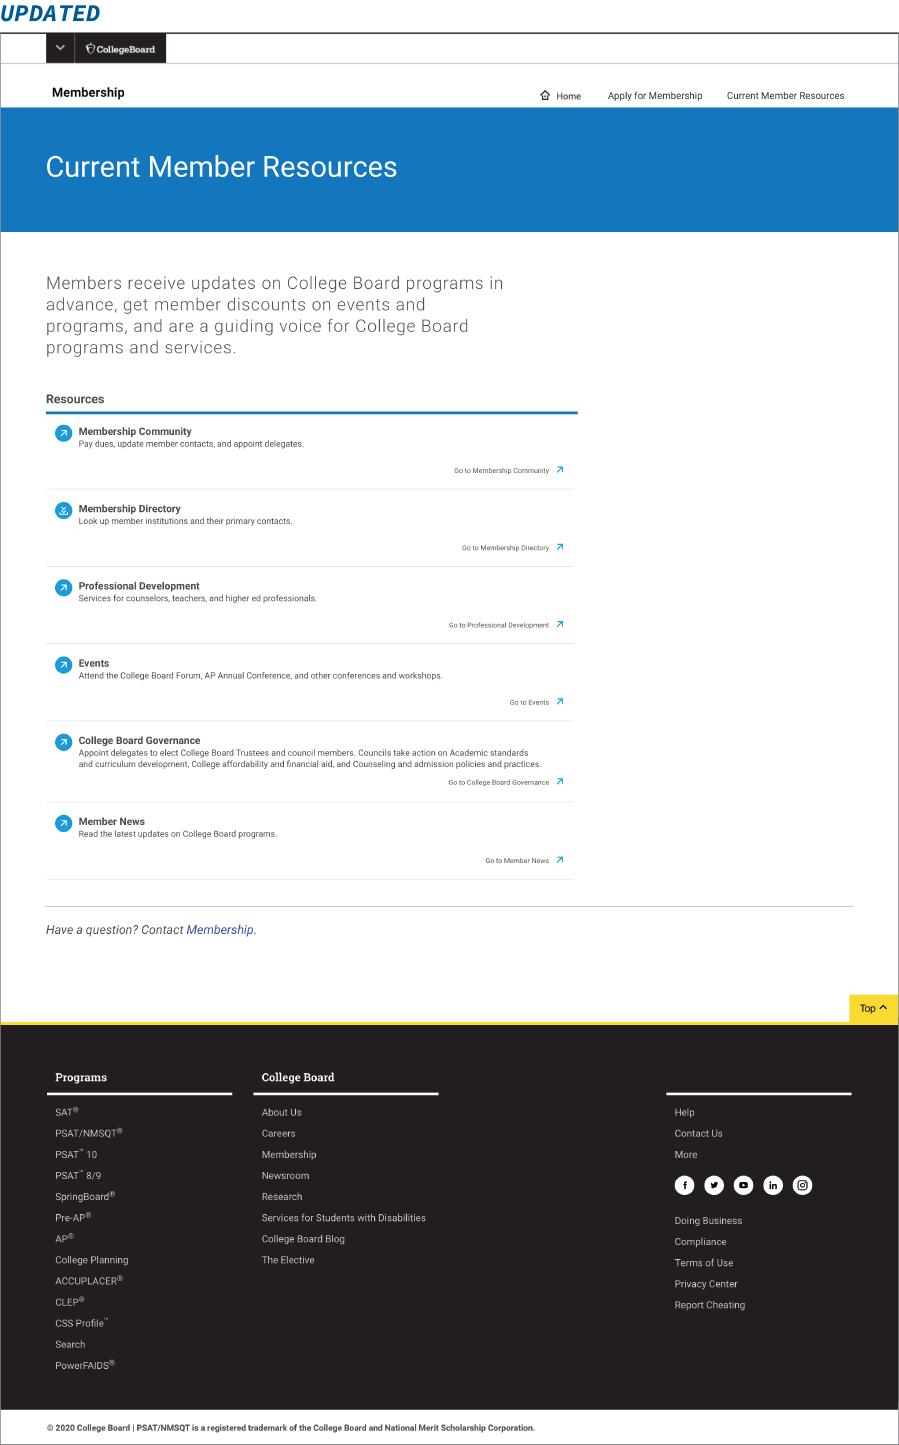 UPDATED
CollegeBoard
Membership
Home
Apply for Membership
Current Member Resources
Current Member Resources
Members receive updates on College Board programs in
advance, get member discounts on events and
programs, and are a guiding voice for College Board
programs and services.
Resources
Membership Community
Pay dues, update member contacts, and appoint delegates.
Go to Membership Community
Membership Directory
Look up member institutions and their primary contacts.
Go to Membership Directory
Professional Development
Services for counselors, teachers, and higher ed professionals.
Go to Professional Development
Events
Attend the College Board Forum, AP Annual Conference, and other conferences and workshops.
Go to Events
College Board Governance
Appoint delegates to elect College Board Trustees and council members. Councils take action on Academic standards
and curriculum development, College affordability and financial aid, and Counseling and admission policies and practices.
Go to College Board Governance
Member News
Read the latest updates on College Board programs.
Go to Member News
Have a question? Contact Membership.
Top
Programs
SAT®
PSAT/NMSQT®
PSAT™ 10
PSAT™ 8/9
SpringBoard®
Pre-AP®
AP®
College Planning
ACCUPLACER®
CLEP®
CSS Profile™
Search
PowerFAIDS®
College Board
About Us
Careers
Membership
Newsroom
Research
Services for Students with Disabilities
College Board Blog
The Elective
Help
Contact Us
More
Doing Business
Compliance
Terms of Use
Privacy Center
Report Cheating
© 2020 College Board | PSAT/NMSQT is a registered trademark of the College Board and National Merit Scholarship Corporation.